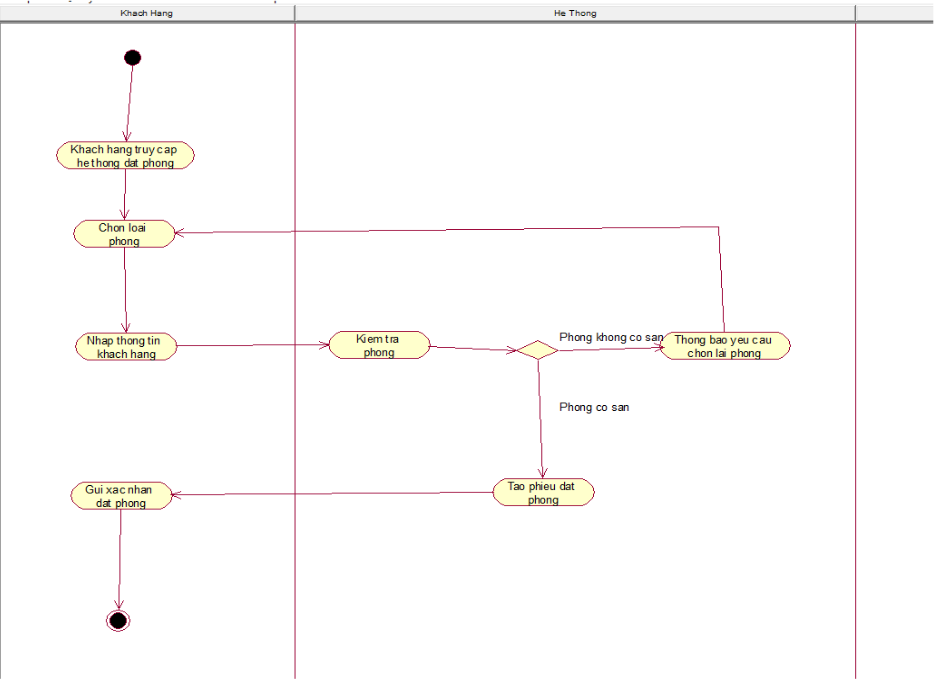 Khach Hang
He Thong
Khach hang truy cap
he thong dat phong
Chon loai
phong
Nhap thong tin
khach hang
Kiem tra
phong
Phong khong co san
Thong bao yeu cau
chon lai phong
Phong co san
Gui xac nhan
dat phong
Tao phieu dat
phong